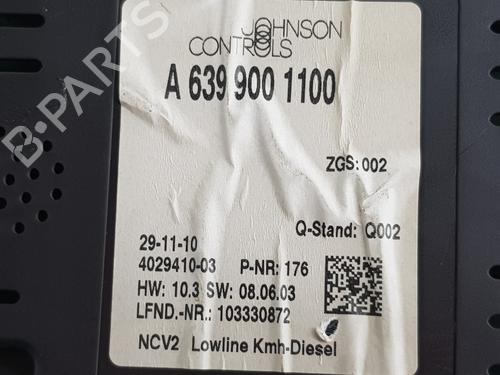 JOHNSON
CONTROLS
A 639 900 1100
ZGS: 002
Q-Stand: Q002
29-11-10
4029410-03 P-NR: 176
HW: 10.3 SW: 08.06.03
LFND.-NR.: 103330872
NCV2 Lowline Kmh-Diesel